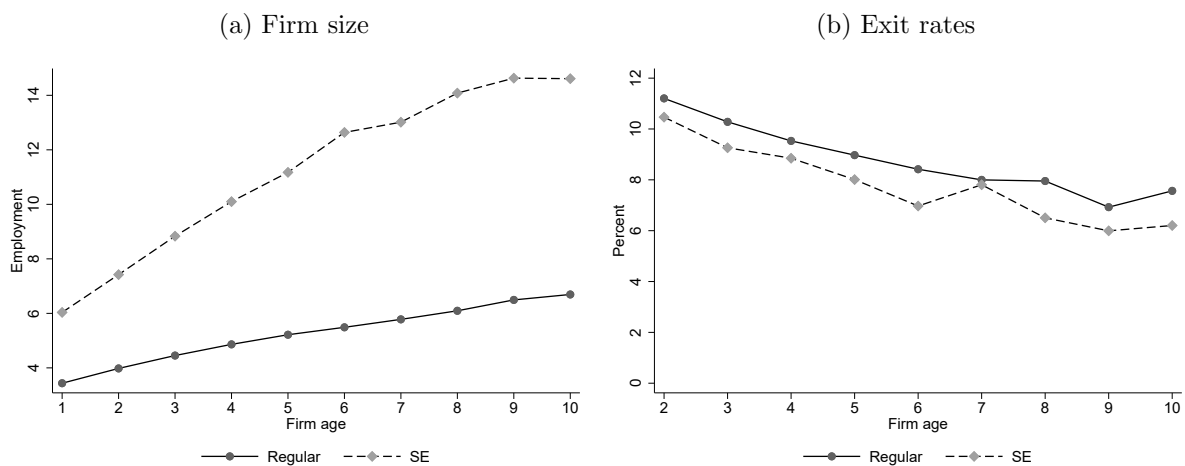 (a) Firm size
Employment
14
12
10
8
6
4
1 2 3 4 5 6 7 8 9 10
Firm age
Regular SE
(b) Exit rates
Percent
12
10
8
6
4
2
0
2 3 4 5 6 7 8 9 10
Firm age
Regular SE